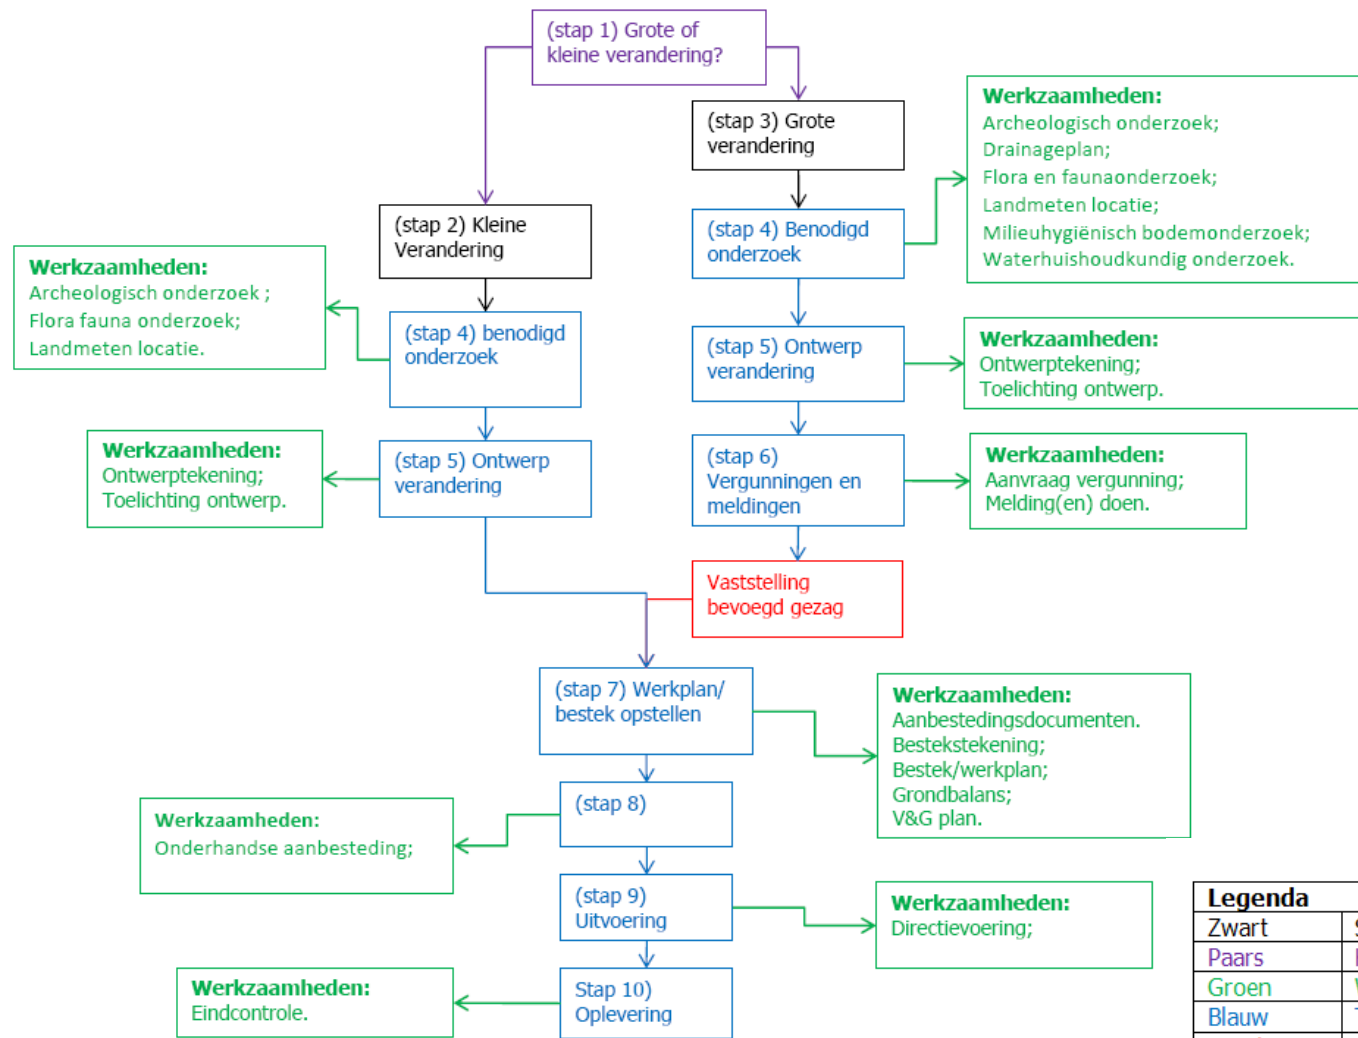 (stap 1) Grote of
kleine verandering?
(stap 3) Grote
verandering
Werkzaamheden:
Archeologisch onderzoek;
Drainageplan;
Flora en faunaonderzoek;
Landmeten locatie;
Milieuhygiënisch bodemonderzoek;
Waterhuishoudkundig onderzoek.
(stap 2) Kleine
Verandering
(stap 4) Benodigd
onderzoek
Werkzaamheden:
Archeologisch onderzoek ;
Flora fauna onderzoek;
Landmeten locatie.
(stap 4) benodigd
onderzoek
(stap 5) Ontwerp
verandering
Werkzaamheden:
Ontwerptekening;
Toelichting ontwerp.
Werkzaamheden:
Ontwerptekening;
Toelichting ontwerp.
(stap 5) Ontwerp
verandering
(stap 6)
Vergunningen en
meldingen
Werkzaamheden:
Aanvraag vergunning;
Melding(en) doen.
Vaststelling
bevoegd gezag
(stap 7) Werkplan/
bestek opstellen
Werkzaamheden:
Aanbestedingsdocumenten.
Bestekstekening;
Bestek/werkplan;
Grondbalans;
V&G plan.
(stap 8)
Werkzaamheden:
Onderhandse aanbesteding;
(stap 9)
Uitvoering
Werkzaamheden:
Directievoering;
Stap 10)
Oplevering
Werkzaamheden:
Eindcontrole.
Legenda
Zwart
Paars
Groen
Blauw